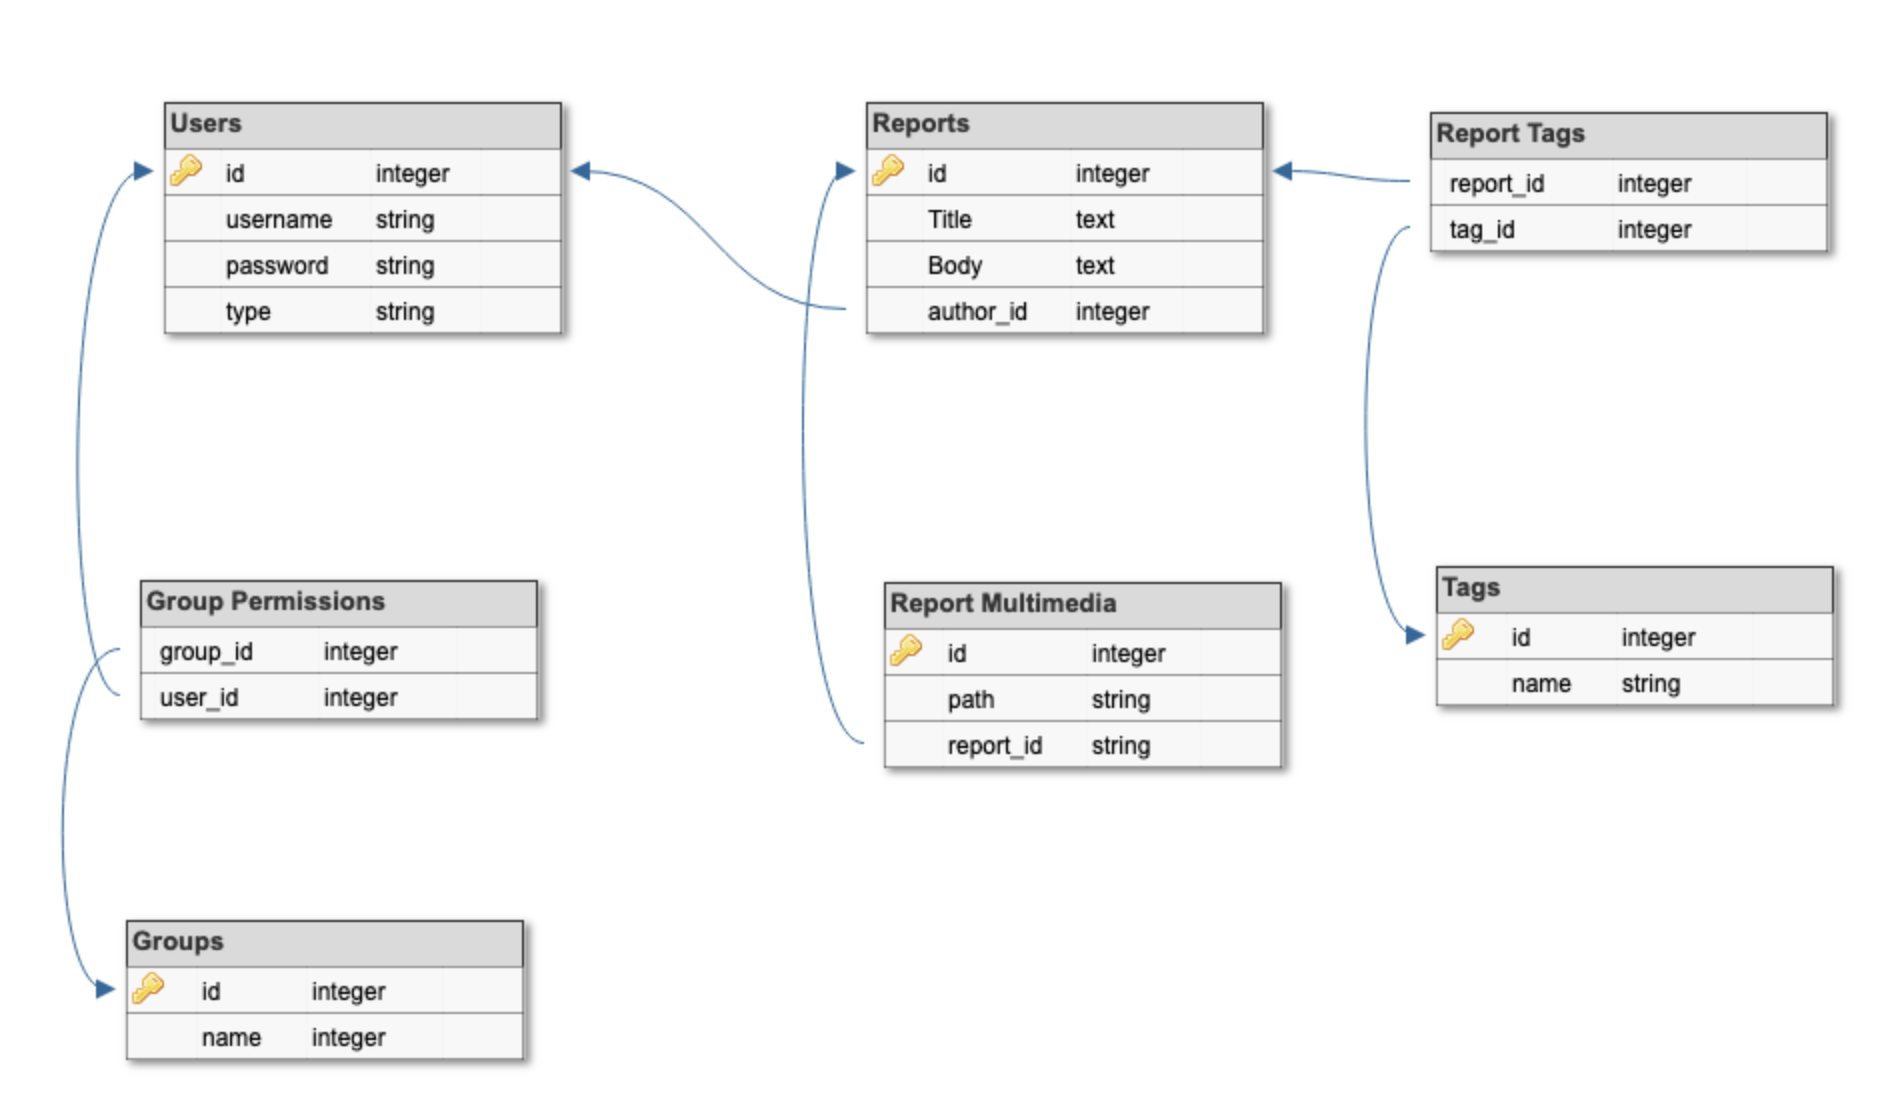 Users
id integer
username string
password string
type string
Reports
id integer
Title text
Body text
author_id integer
Report Tags
report_id integer
tag_id integer
Group Permissions
group_id integer
user_id integer
Report Multimedia
id integer
path string
report_id string
Tags
id integer
name string
Groups
id integer
name integer